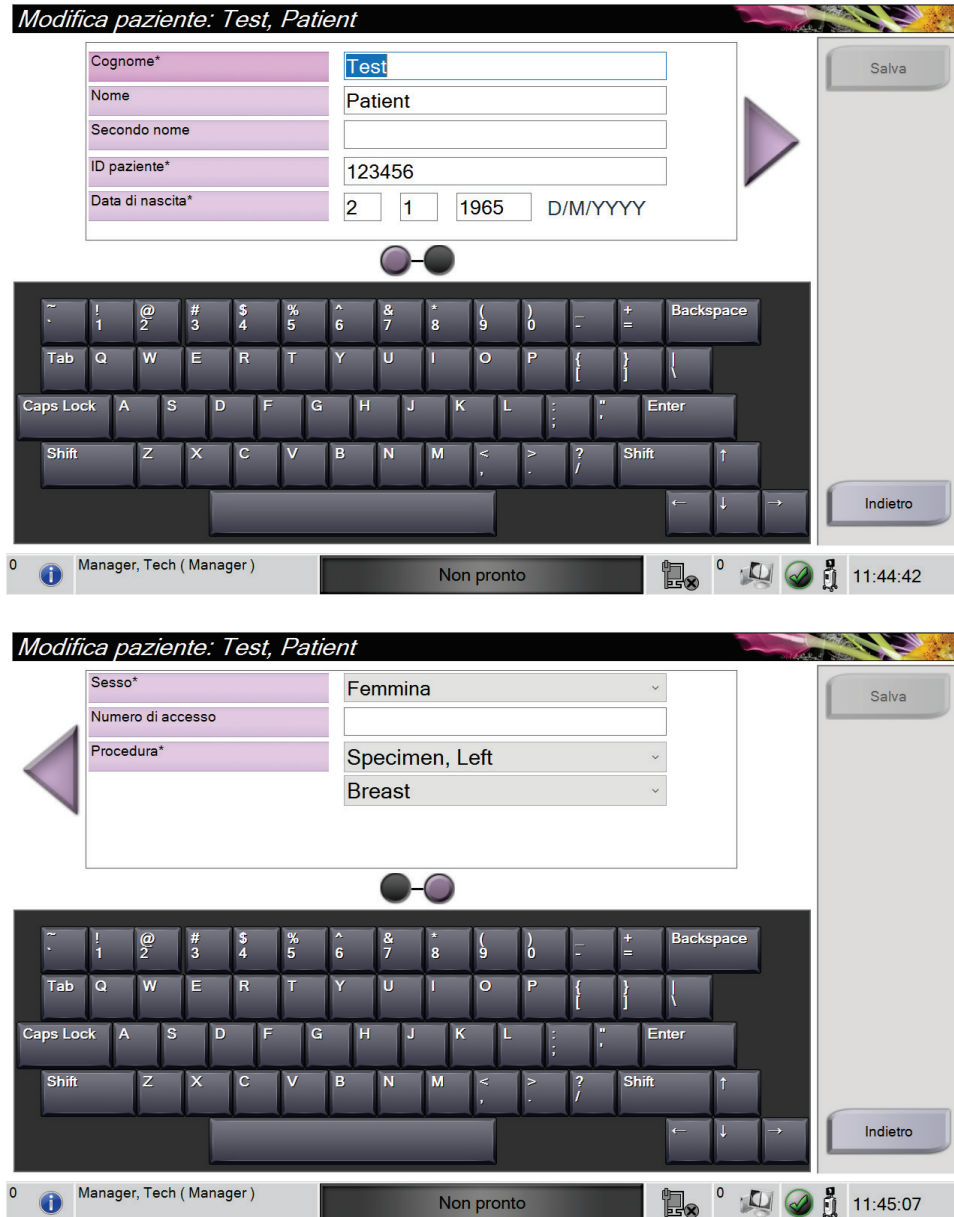 Modifica paziente: Test, Patient
Cognome* Test
Salva
Nome Patient
Secondo nome
ID paziente* 123456
Data di nascita* 2 1 1965 D/M/YYYY
~ ! @ # $ % ^ & * ( ) _ + Backspace
` 1 2 3 4 5 6 7 8 9 0 - =
Tab Q W E R T Y U I O P { } |
[ ] \
Caps Lock A S D F G H J K L : " Enter
; '
Shift Z X C V B N M < > ? Shift ↑
, . /
← ↓ →
Indietro
0 Manager, Tech ( Manager ) Non pronto 0 11:44:42
Modifica paziente: Test, Patient
Sesso* Femmina
Salva
Numero di accesso
Procedura* Specimen, Left
Breast
~ ! @ # $ % ^ & * ( ) _ + Backspace
` 1 2 3 4 5 6 7 8 9 0 - =
Tab Q W E R T Y U I O P { } |
[ ] \
Caps Lock A S D F G H J K L : " Enter
; '
Shift Z X C V B N M < > ? Shift ↑
, . /
← ↓ →
Indietro
0 Manager, Tech ( Manager ) Non pronto 0 11:45:07